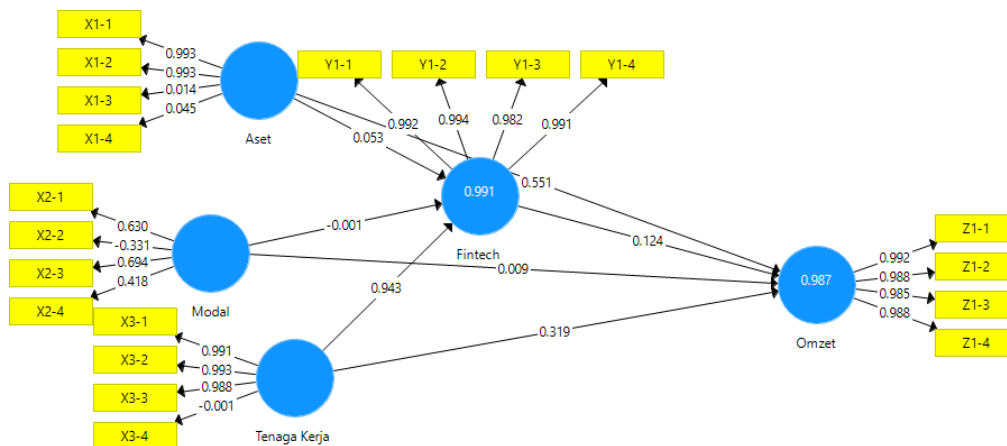 X1-1
X1-2
X1-3
X1-4
0.993
0.993
0.014
0.045
Aset
Y1-1
Y1-2
Y1-3
Y1-4
0.992
0.994
0.982
0.991
0.053
0.551
0.991
Fintech
X2-1
X2-2
X2-3
X2-4
0.630
-0.331
0.694
0.418
Modal
-0.001
0.009
0.124
0.943
0.319
X3-1
X3-2
X3-3
X3-4
0.991
0.993
0.988
-0.001
Tenaga Kerja
0.987
Omzet
0.992
0.988
0.985
0.988
Z1-1
Z1-2
Z1-3
Z1-4